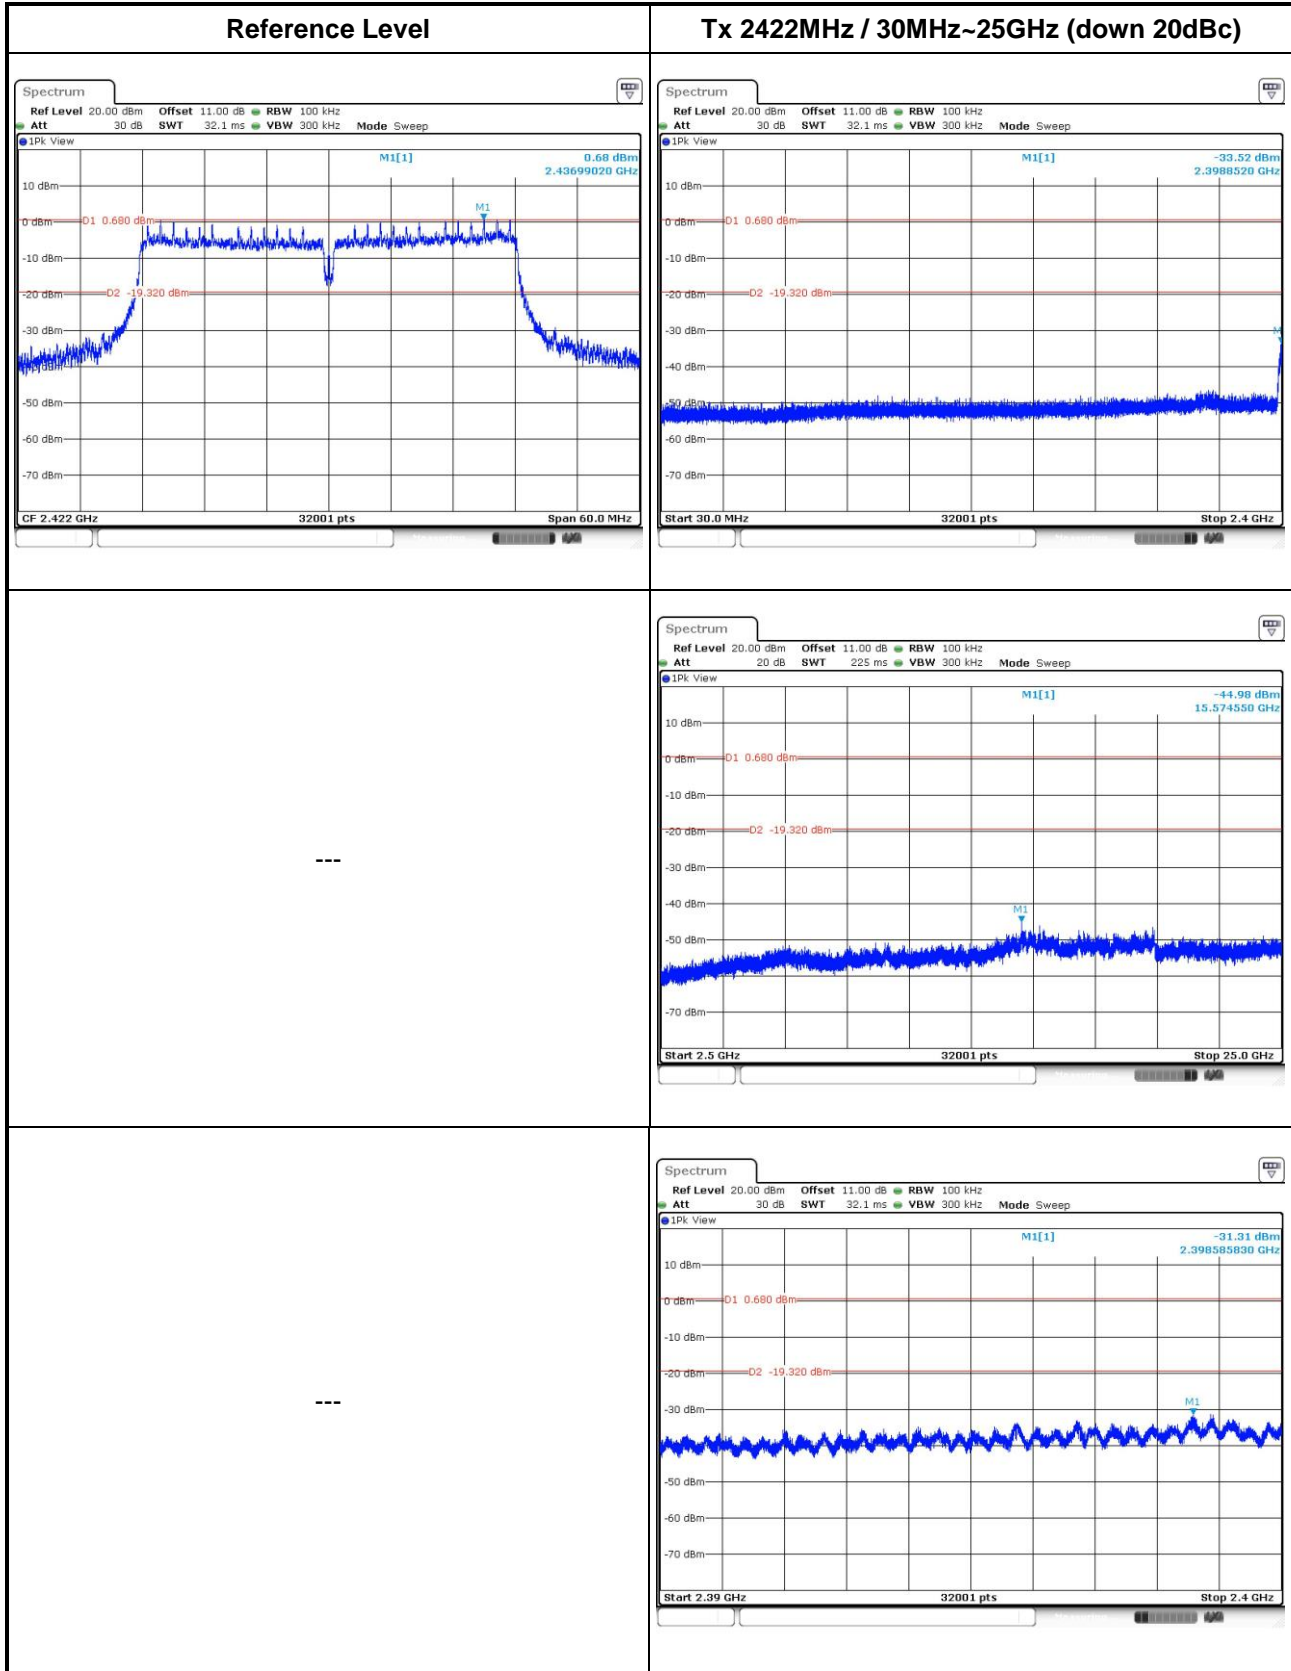 Reference Level
Tx 2422MHz / 30MHz~25GHz (down 20dBc)
Spectrum
Ref Level 20.00 dBm Offset 11.00 dB RBW 100 kHz
Att 30 dB SWT 32.1 ms VBW 300 kHz Mode Sweep
1Pk View
M1[1] 0.68 dBm
2.43699020 GHz
10 dBm
M1
0 dBm D1 0.680 dBm
-10 dBm
-20 dBm D2 -19.320 dBm
-30 dBm
-50 dBm
-60 dBm
-70 dBm
CF 2.422 GHz 32001 pts Span 60.0 MHz
Spectrum
Ref Level 20.00 dBm Offset 11.00 dB RBW 100 kHz
Att 30 dB SWT 32.1 ms VBW 300 kHz Mode Sweep
1Pk View
M1[1] -33.52 dBm
2.3988520 GHz
10 dBm
0 dBm D1 0.680 dBm
-10 dBm
-20 dBm D2 -19.320 dBm
-30 dBm
-40 dBm
-50 dBm
-60 dBm
-70 dBm
Start 30.0 MHz 32001 pts Stop 2.4 GHz
---
Spectrum
Ref Level 20.00 dBm Offset 11.00 dB RBW 100 kHz
Att 20 dB SWT 225 ms VBW 300 kHz Mode Sweep
1Pk View
M1[1] -44.98 dBm
15.574550 GHz
10 dBm
0 dBm D1 0.680 dBm
-10 dBm
-20 dBm D2 -19.320 dBm
-30 dBm
-40 dBm
M1
-50 dBm
-70 dBm
Start 2.5 GHz 32001 pts Stop 25.0 GHz
---
Spectrum
Ref Level 20.00 dBm Offset 11.00 dB RBW 100 kHz
Att 30 dB SWT 32.1 ms VBW 300 kHz Mode Sweep
1Pk View
M1[1] -31.31 dBm
2.398585830 GHz
10 dBm
0 dBm D1 0.680 dBm
-10 dBm
-20 dBm D2 -19.320 dBm
-30 dBm
M1
-50 dBm
-60 dBm
-70 dBm
Start 2.39 GHz 32001 pts Stop 2.4 GHz